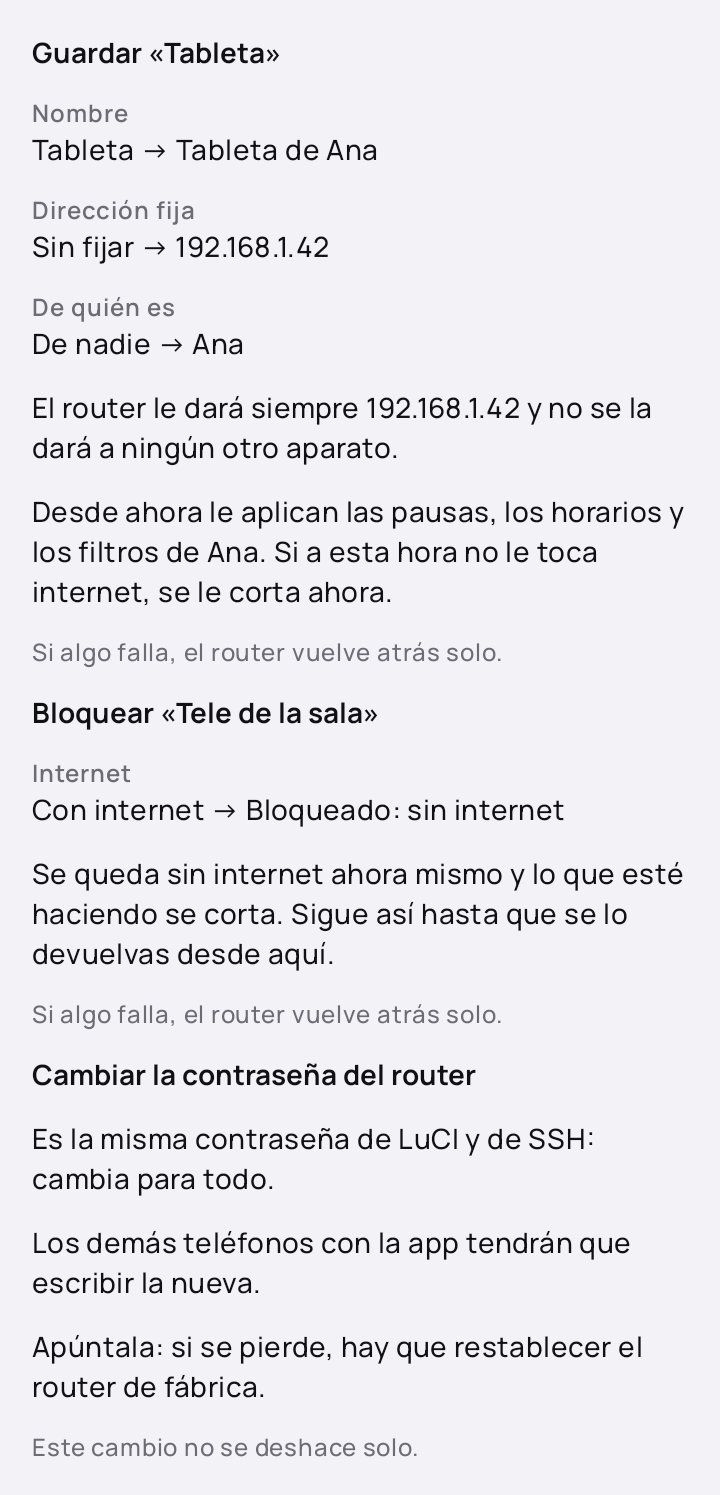 Guardar «Tableta»
Nombre
Tableta → Tableta de Ana
Dirección fija
Sin fijar → 192.168.1.42
De quién es
De nadie → Ana
El router le dará siempre 192.168.1.42 y no se la
dará a ningún otro aparato.
Desde ahora le aplican las pausas, los horarios y
los filtros de Ana. Si a esta hora no le toca
internet, se le corta ahora.
Si algo falla, el router vuelve atrás solo.
Bloquear «Tele de la sala»
Internet
Con internet → Bloqueado: sin internet
Se queda sin internet ahora mismo y lo que esté
haciendo se corta. Sigue así hasta que se lo
devuelvas desde aquí.
Si algo falla, el router vuelve atrás solo.
Cambiar la contraseña del router
Es la misma contraseña de LuCI y de SSH:
cambia para todo.
Los demás teléfonos con la app tendrán que
escribir la nueva.
Apúntala: si se pierde, hay que restablecer el
router de fábrica.
Este cambio no se deshace solo.